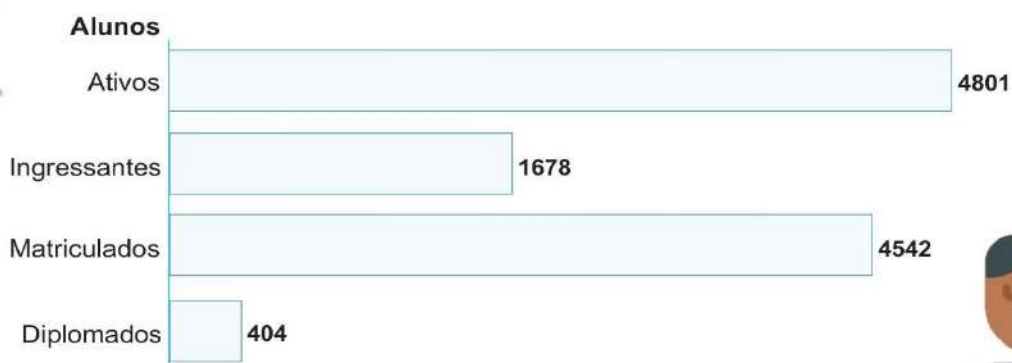 Alunos
Ativos 4801
Ingressantes 1678
Matriculados 4542
Diplomados 404